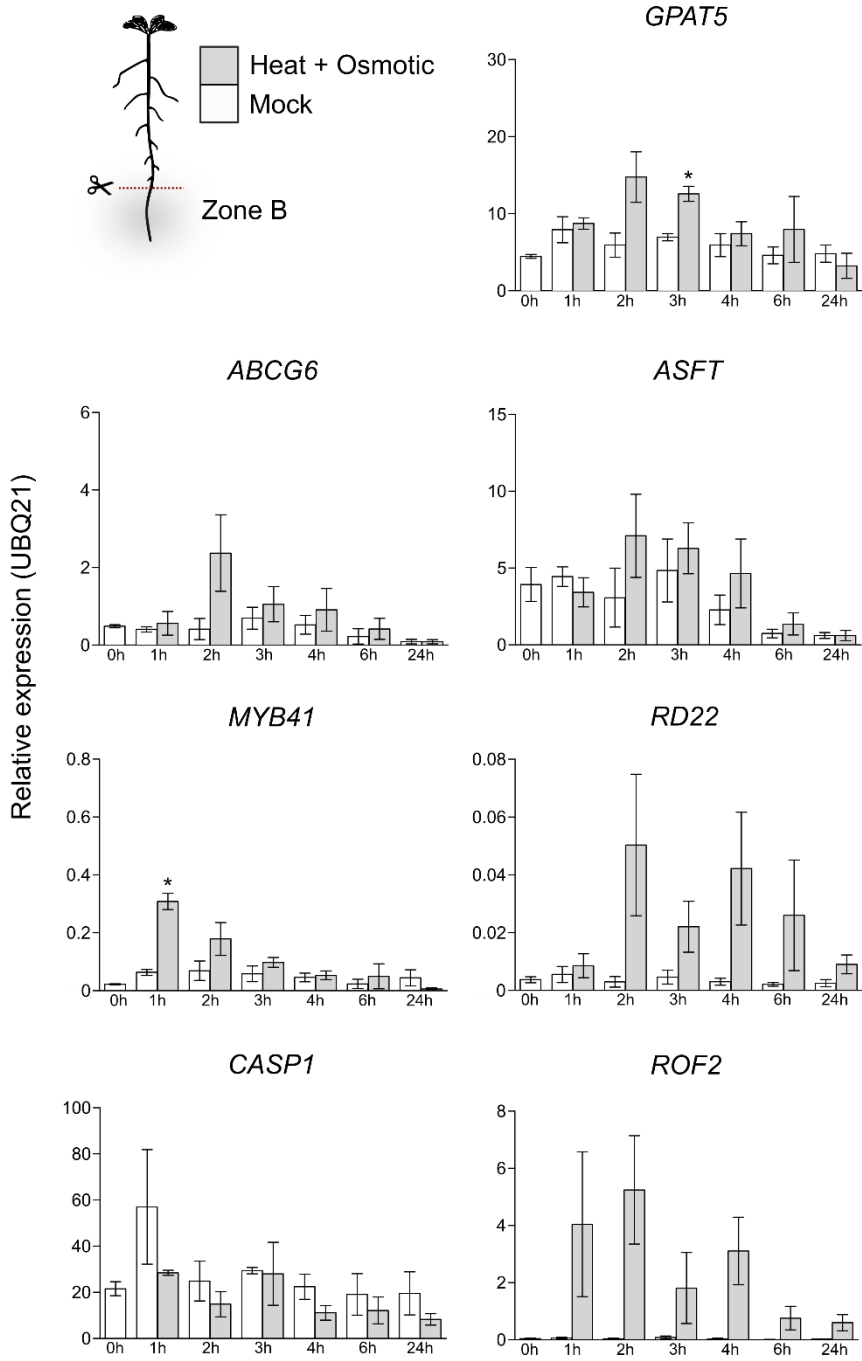 GPAT5
Heat + Osmotic
Mock
Zone B
30
20
10
0
*
0h 1h 2h 3h 4h 6h 24h
ABCG6
6
4
2
0
0h 1h 2h 3h 4h 6h 24h
ASFT
15
10
5
0
0h 1h 2h 3h 4h 6h 24h
Relative expression (UBQ21)
MYB41
0.8
0.6
0.4
0.2
0
*
0h 1h 2h 3h 4h 6h 24h
RD22
0.08
0.06
0.04
0.02
0
0h 1h 2h 3h 4h 6h 24h
CASP1
100
80
60
40
20
0
0h 1h 2h 3h 4h 6h 24h
ROF2
8
6
4
2
0
0h 1h 2h 3h 4h 6h 24h